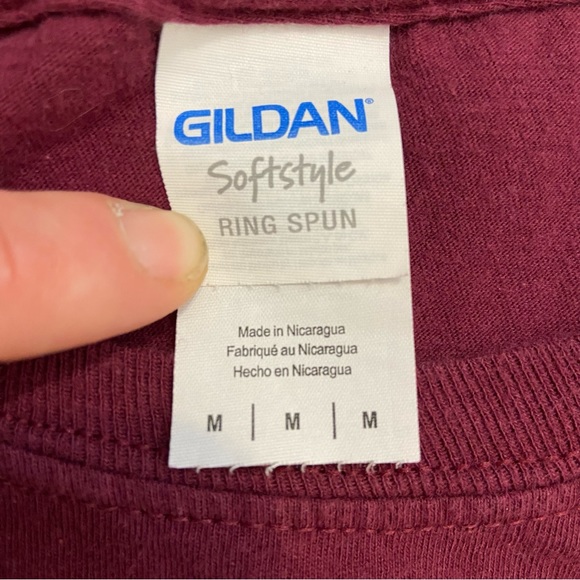 GILDAN®
Softstyle
RING SPUN
Made in Nicaragua
Fabriqué au Nicaragua
Hecho en Nicaragua
M | M | M